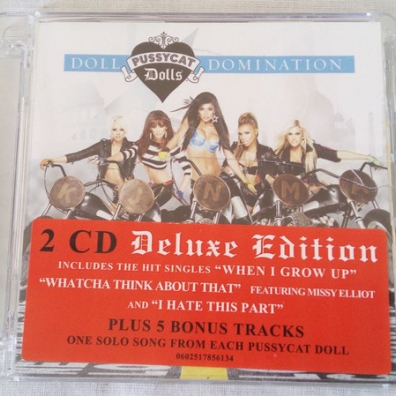 DOLL DOMINATION
PUSSYCAT
Dolls
2 CD Deluxe Edition
INCLUDES THE HIT SINGLES "WHEN I GROW UP"
"WHATCHA THINK ABOUT THAT" FEATURING MISSY ELLIOT
AND "I HATE THIS PART"
PLUS 5 BONUS TRACKS
ONE SOLO SONG FROM EACH PUSSYCAT DOLL
0602517856134